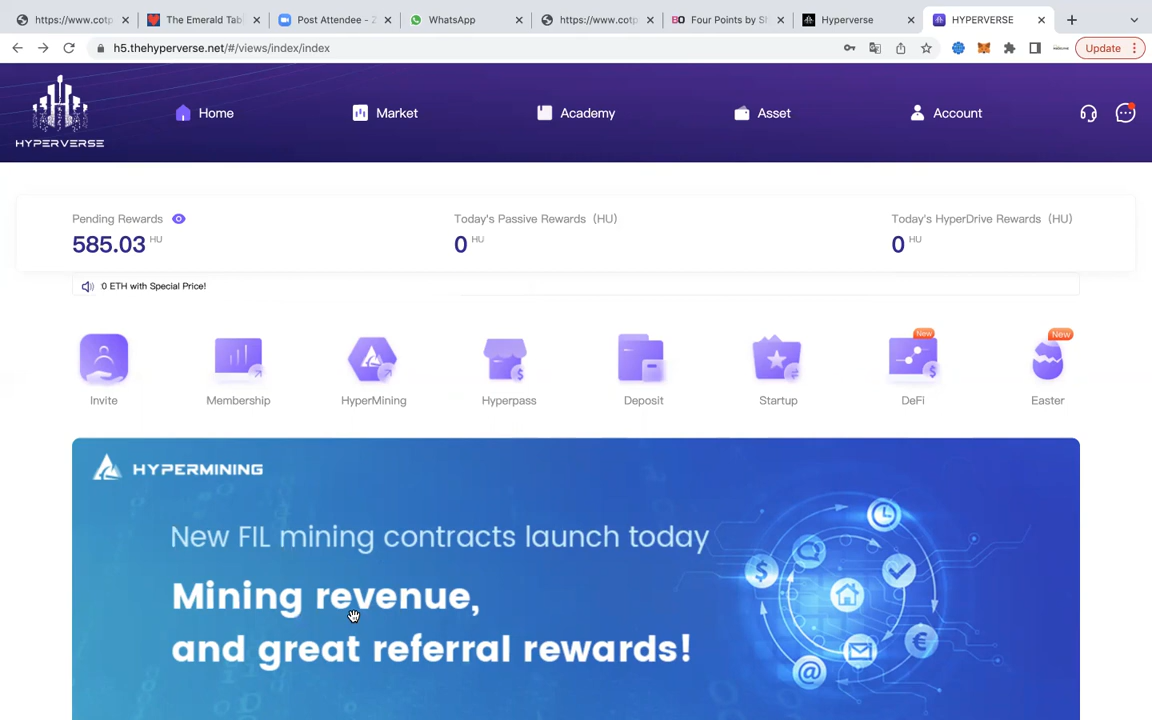 https://www.cotp
The Emerald Tab
Post Attendee - Z
WhatsApp
https://www.cotp
BO Four Points by S
Hyperverse
HYPERVERSE
h5.thehyperverse.net/#/views/index/index
Update
HYPERVERSE
Home
Market
Academy
Asset
Account
Pending Rewards
Today's Passive Rewards (HU)
Today's HyperDrive Rewards (HU)
585.03 HU
0 HU
0 HU
0 ETH with Special Price!
New
New
Invite
Membership
HyperMining
Hyperpass
Deposit
Startup
DeFi
Easter
HYPERMINING
New FIL mining contracts launch today
Mining revenue,
and great referral rewards!